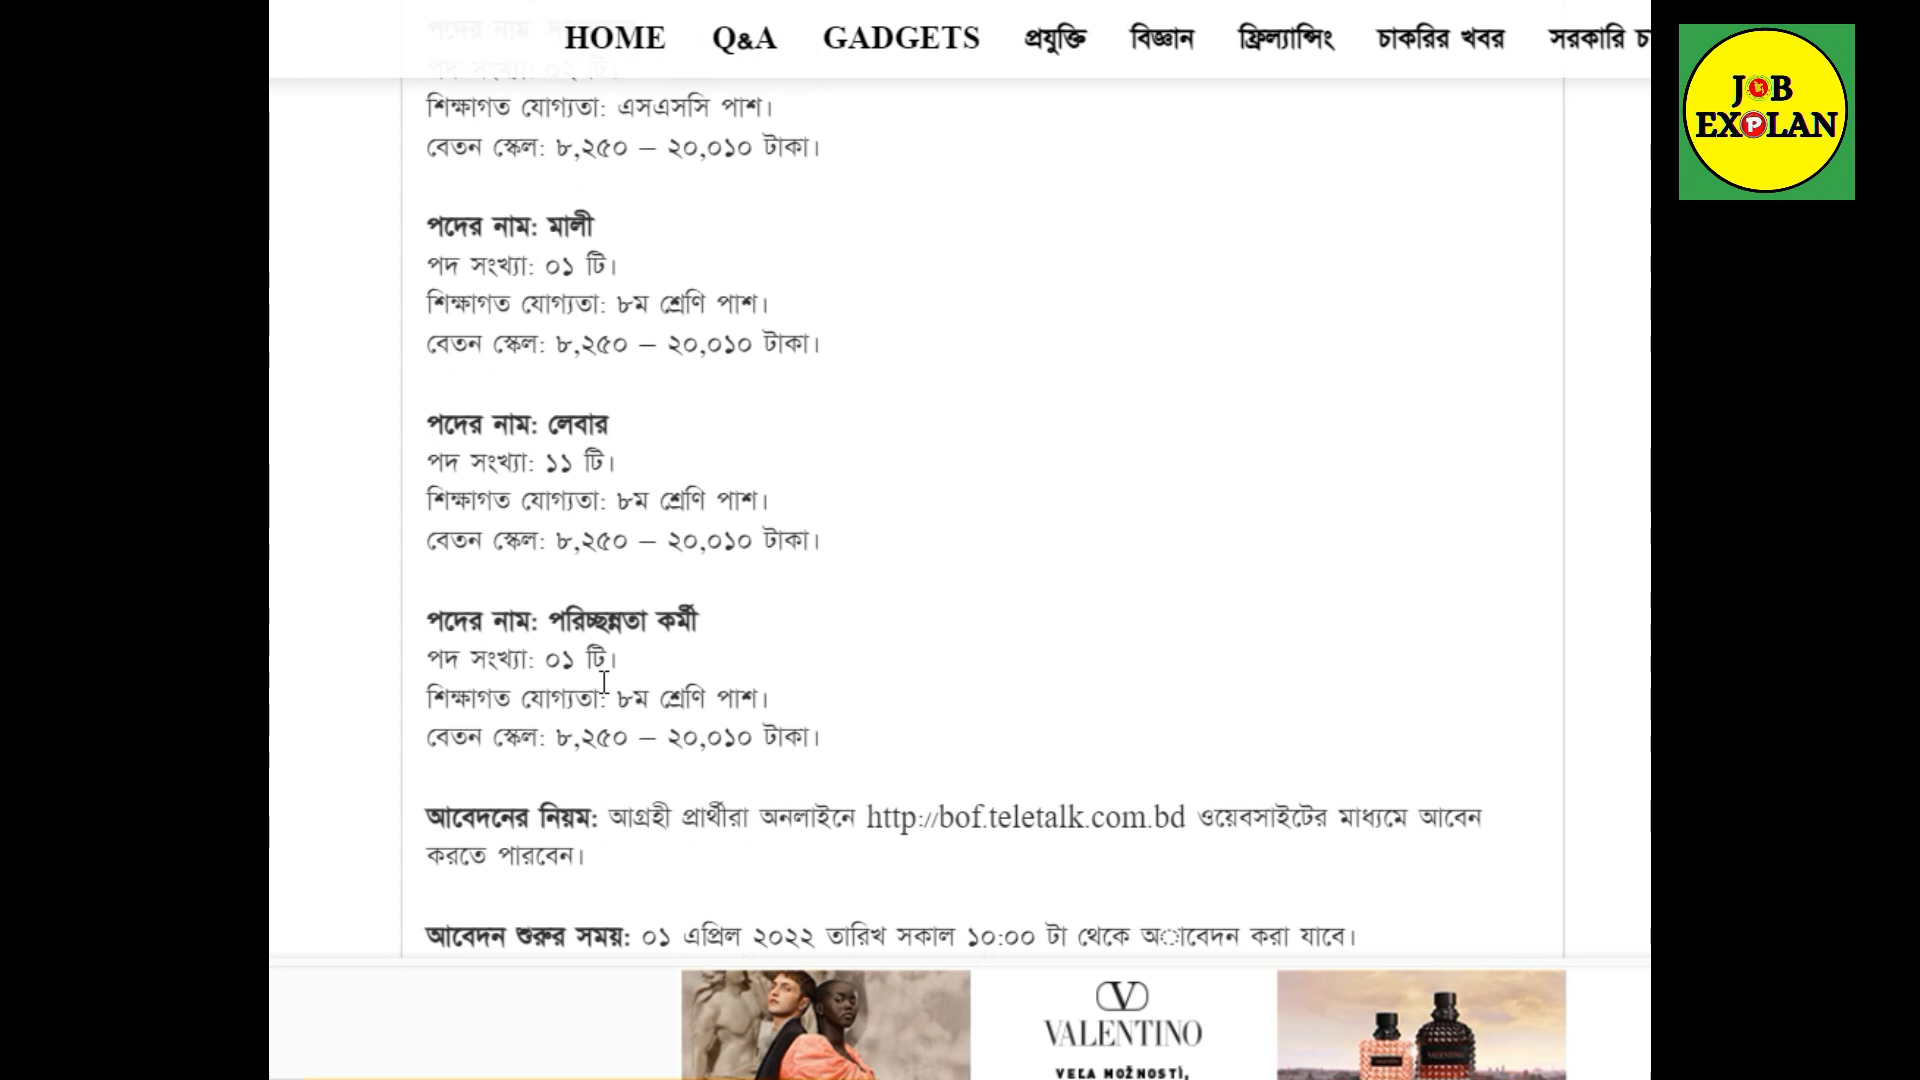 HOME Q&A GADGETS প্রযুক্তি বিজ্ঞান ফ্রিল্যান্সিং চাকরির খবর সরকারি চ
JOB
EXPLAN
পদের নাম:
পদ সংখ্যা: ০২ টি।
শিক্ষাগত যোগ্যতা: এসএসসি পাশ।
বেতন স্কেল: ৮,২৫০ – ২০,০১০ টাকা।
পদের নাম: মালী
পদ সংখ্যা: ০১ টি।
শিক্ষাগত যোগ্যতা: ৮ম শ্রেণি পাশ।
বেতন স্কেল: ৮,২৫০ – ২০,০১০ টাকা।
পদের নাম: লেবার
পদ সংখ্যা: ১১ টি।
শিক্ষাগত যোগ্যতা: ৮ম শ্রেণি পাশ।
বেতন স্কেল: ৮,২৫০ – ২০,০১০ টাকা।
পদের নাম: পরিচ্ছন্নতা কর্মী
পদ সংখ্যা: ০১ টি।
শিক্ষাগত যোগ্যতা: ৮ম শ্রেণি পাশ।
বেতন স্কেল: ৮,২৫০ – ২০,০১০ টাকা।
আবেদনের নিয়ম: আগ্রহী প্রার্থীরা অনলাইনে http://bof.teletalk.com.bd ওয়েবসাইটের মাধ্যমে আবেন
করতে পারবেন।
আবেদন শুরুর সময়: ০১ এপ্রিল ২০২২ তারিখ সকাল ১০:০০ টা থেকে অাবেদন করা যাবে।
VALENTINO
VEĽA MOŽNOSTÍ,